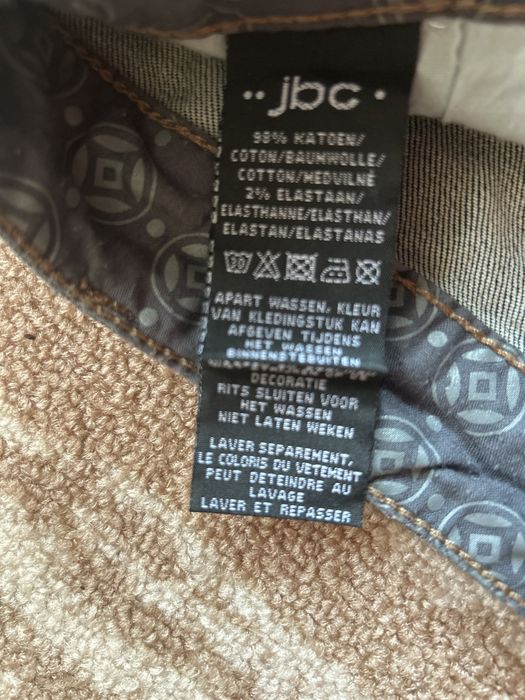 ·· jbc ·
98% KATOEN/
COTON/BAUMWOLLE/
COTTON/MEDVILNĖ
2% ELASTAAN/
ELASTHANNE/ELASTHAN/
ELASTAN/ELASTANAS
APART WASSEN, KLEUR
VAN KLEDINGSTUK KAN
AFGEVEN TIJDENS
HET WASSEN
BINNENSTEBUITEN
DECORATIE
RITS SLUITEN VOOR
HET WASSEN
NIET LATEN WEKEN
LAVER SEPAREMENT,
LE COLORIS DU VETEMENT
PEUT DETEINDRE AU
LAVAGE
LAVER ET REPASSER